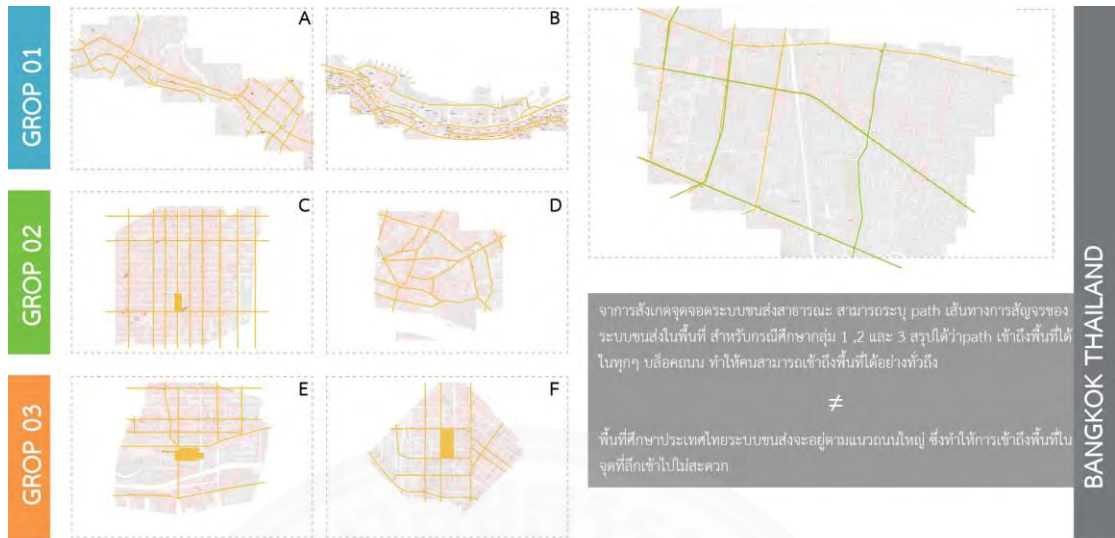 GROP 01
A
B
GROP 02
C
D
GROP 03
E
F
จาการสังเกตจุดจอดระบบขนส่งสาธารณะ สามารถระบุ path เส้นทางการสัญจรของ
ระบบขนส่งในพื้นที่ สำหรับกรณีศึกษากลุ่ม 1 ,2 และ 3 สรุปได้ว่าpath เข้าถึงพื้นที่ได้
ในทุกๆ บล็อคถนน ทำให้คนสามารถเข้าถึงพื้นที่ได้อย่างทั่วถึง
≠
พื้นที่ศึกษาประเทศไทยระบบขนส่งจะอยู่ตามแนวถนนใหญ่ ซึ่งทำให้การเข้าถึงพื้นที่ใน
จุดที่ลึกเข้าไปไม่สะดวก
BANGKOK THAILAND